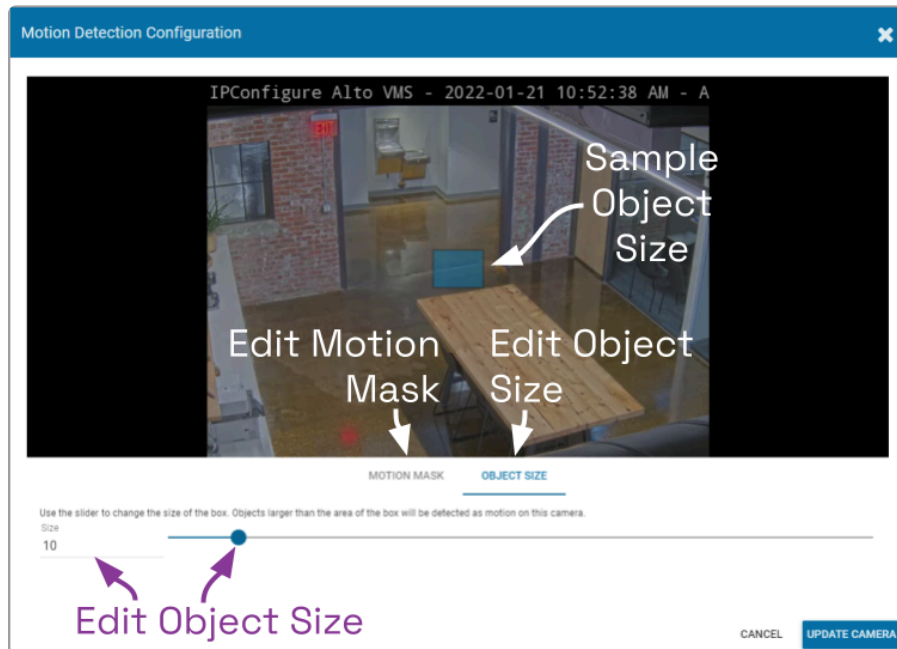 Motion Detection Configuration
IPConfigure Alto VMS - 2022-01-21 10:52:38 AM - A
EXIT
Sample
Object
Size
Edit Motion
Mask
Edit Object
Size
MOTION MASK
OBJECT SIZE
Use the slider to change the size of the box. Objects larger than the area of the box will be detected as motion on this camera.
Size
10
Edit Object Size
CANCEL
UPDATE CAMERA